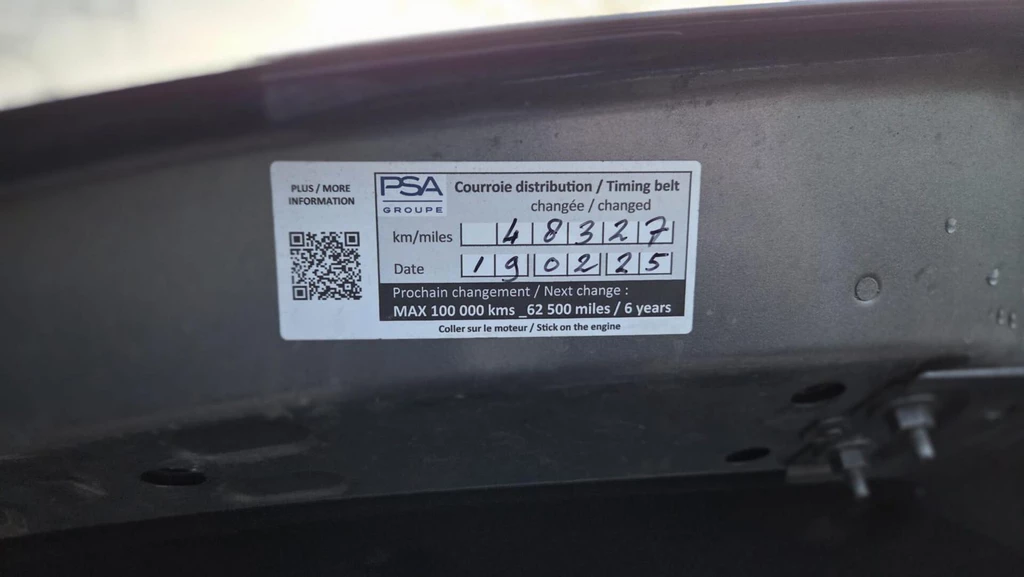 PLUS / MORE
INFORMATION
PSA
GROUPE
Courroie distribution / Timing belt
changée / changed
km/miles 48327
Date 190225
Prochain changement / Next change :
MAX 100 000 kms _62 500 miles / 6 years
Coller sur le moteur / Stick on the engine